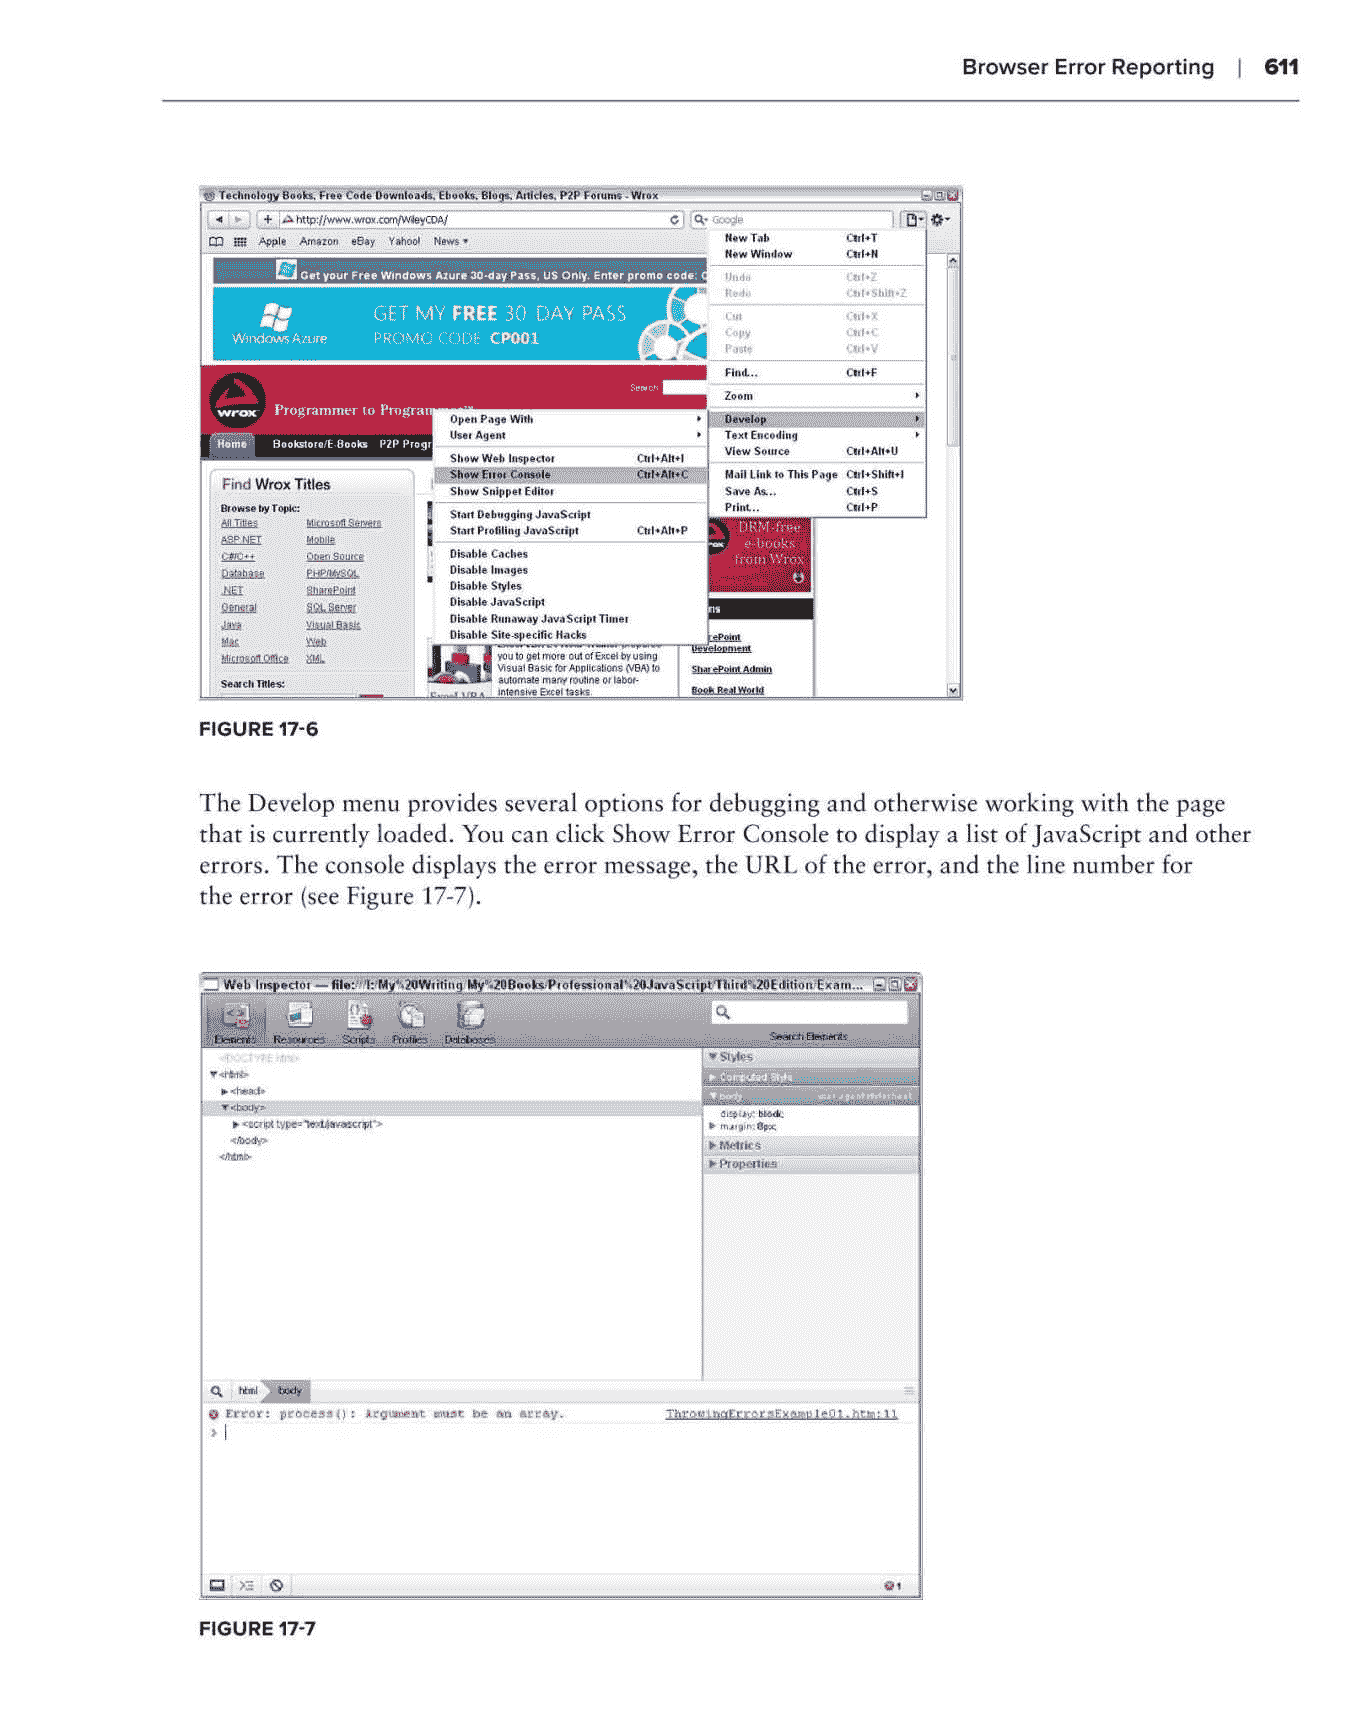 Browser Error Reporting | 611
Technology Books, Free Code Downloads, Ebooks, Blogs, Articles, P2P Forums - Wrox
http://www.wrox.com/WileyCDA/
Google
Apple Amazon eBay Yahoo! News
Get your Free Windows Azure 30-day Pass, US Only. Enter promo code: C
Windows Azure
GET MY FREE 30 DAY PASS
PROMO CODE CP001
Search
wrox
Programmer to Programmer™
Home Bookstore/E-Books P2P Progr
Find Wrox Titles
Browse by Topic:
All Titles Microsoft Servers
ASP.NET Mobile
C#/C++ Open Source
Database PHP/MySQL
.NET SharePoint
General SQL Server
Java Visual Basic
Mac Web
Microsoft Office XML
Search Titles:
New Tab Ctrl+T
New Window Ctrl+N
Undo Ctrl+Z
Redo Ctrl+Shift+Z
Cut Ctrl+X
Copy Ctrl+C
Paste Ctrl+V
Find... Ctrl+F
Zoom
Develop
Text Encoding
View Source Ctrl+Alt+U
Mail Link to This Page Ctrl+Shift+I
Save As... Ctrl+S
Print... Ctrl+P
Open Page With
User Agent
Show Web Inspector Ctrl+Alt+I
Show Error Console Ctrl+Alt+C
Show Snippet Editor
Start Debugging JavaScript
Start Profiling JavaScript Ctrl+Alt+P
Disable Caches
Disable Images
Disable Styles
Disable JavaScript
Disable Runaway JavaScript Timer
Disable Site-specific Hacks
you to get more out of Excel by using
Visual Basic for Applications (VBA) to
automate many routine or labor-
intensive Excel tasks.
Excel VBA
DRM-free
e-books
from Wrox
ns
rePoint
Development
SharePoint Admin
Book Real World
FIGURE 17-6
The Develop menu provides several options for debugging and otherwise working with the page
that is currently loaded. You can click Show Error Console to display a list of JavaScript and other
errors. The console displays the error message, the URL of the error, and the line number for
the error (see Figure 17-7).
Web Inspector — file:///I:/My%20Writing/My%20Books/Professional%20JavaScript/Third%20Edition/Exam...
Elements Resources Scripts Profiles Databases
Search Elements
<!DOCTYPE html>
<html>
<head>
<body>
<script type="text/javascript">
</body>
</html>
Styles
Computed Style
body user agent stylesheet
display: block;
margin: 8px;
Metrics
Properties
html body
Error: process(): Argument must be an array. ThrowingErrorsExample01.htm:11
>
1
FIGURE 17-7